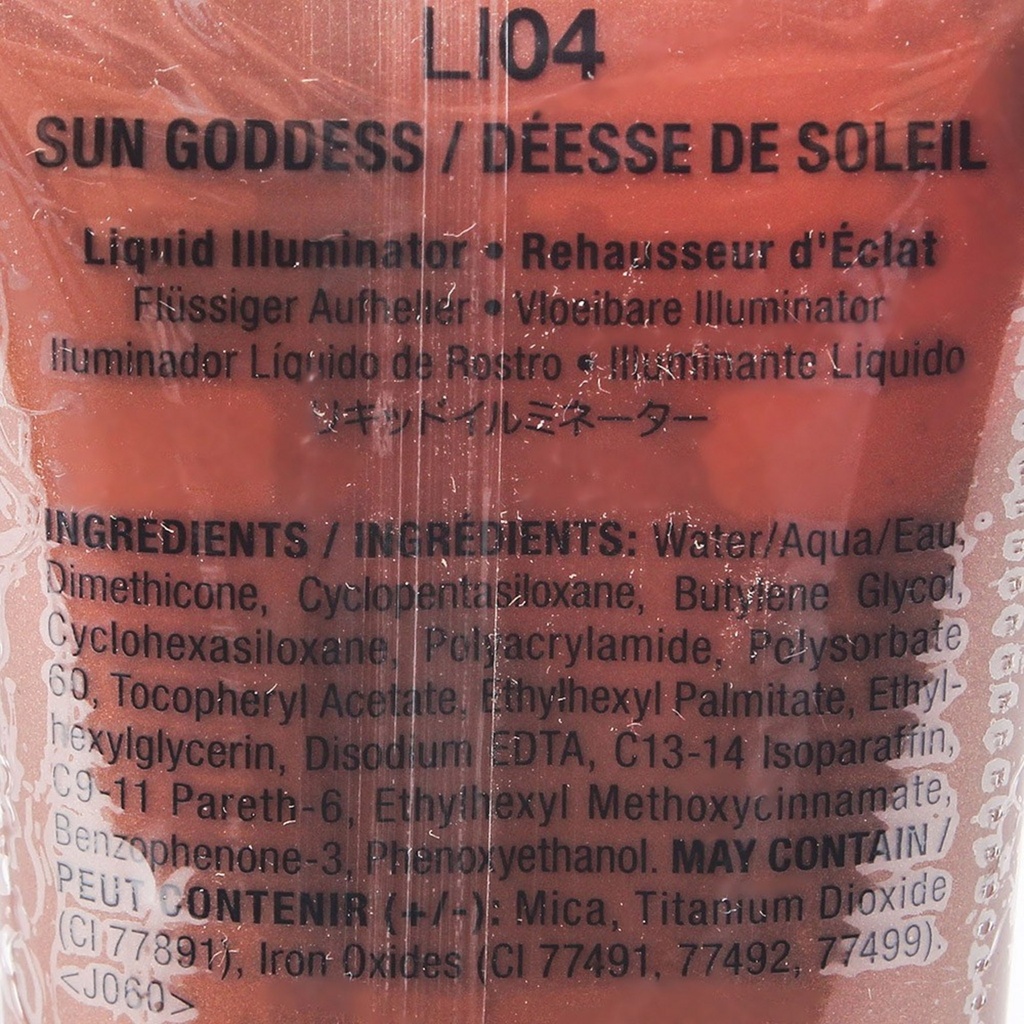 LI04
SUN GODDESS / DÉESSE DE SOLEIL
Liquid Illuminator • Rehausseur d'Éclat
Flüssiger Aufheller • Vloeibare Illuminator
Iluminador Líquido de Rostro • Illuminante Liquido
リキッドイルミネーター
INGREDIENTS / INGRÉDIENTS: Water/Aqua/Eau,
Dimethicone, Cyclopentasiloxane, Butylene Glycol,
Cyclohexasiloxane, Polyacrylamide, Polysorbate
60, Tocopheryl Acetate, Ethylhexyl Palmitate, Ethyl-
hexylglycerin, Disodium EDTA, C13-14 Isoparaffin,
C9-11 Pareth-6, Ethylhexyl Methoxycinnamate,
Benzophenone-3, Phenoxyethanol. MAY CONTAIN /
PEUT CONTENIR (+/-): Mica, Titanium Dioxide
(CI 77891), Iron Oxides (CI 77491, 77492, 77499).
<J060>